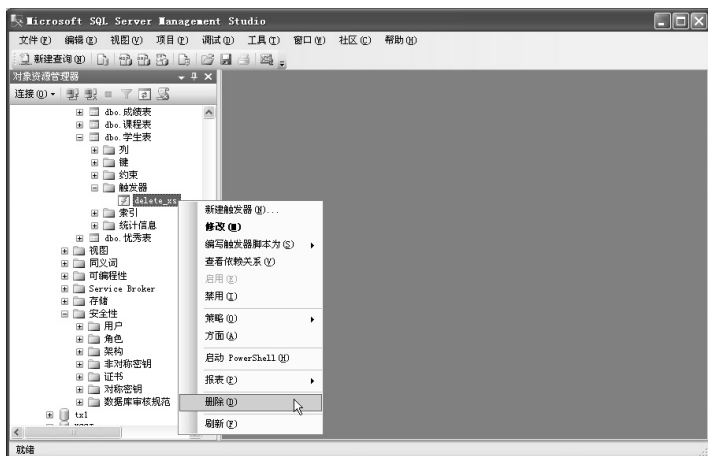 Microsoft SQL Server Management Studio
文件(F) 编辑(E) 视图(V) 项目(P) 调试(D) 工具(T) 窗口(W) 社区(C) 帮助(H)
新建查询(N)
对象资源管理器
连接(O)
dbo.成绩表
dbo.课程表
dbo.学生表
列
键
约束
触发器
delete_xs
索引
统计信息
dbo.优秀表
视图
同义词
可编程性
Service Broker
存储
安全性
用户
角色
架构
非对称密钥
证书
对称密钥
数据库审核规范
tx1
新建触发器(N)...
修改(M)
编写触发器脚本为(S)
查看依赖关系(V)
启用(E)
禁用(I)
策略(O)
方面(A)
启动 PowerShell(H)
报表(P)
删除(D)
刷新(F)
就绪